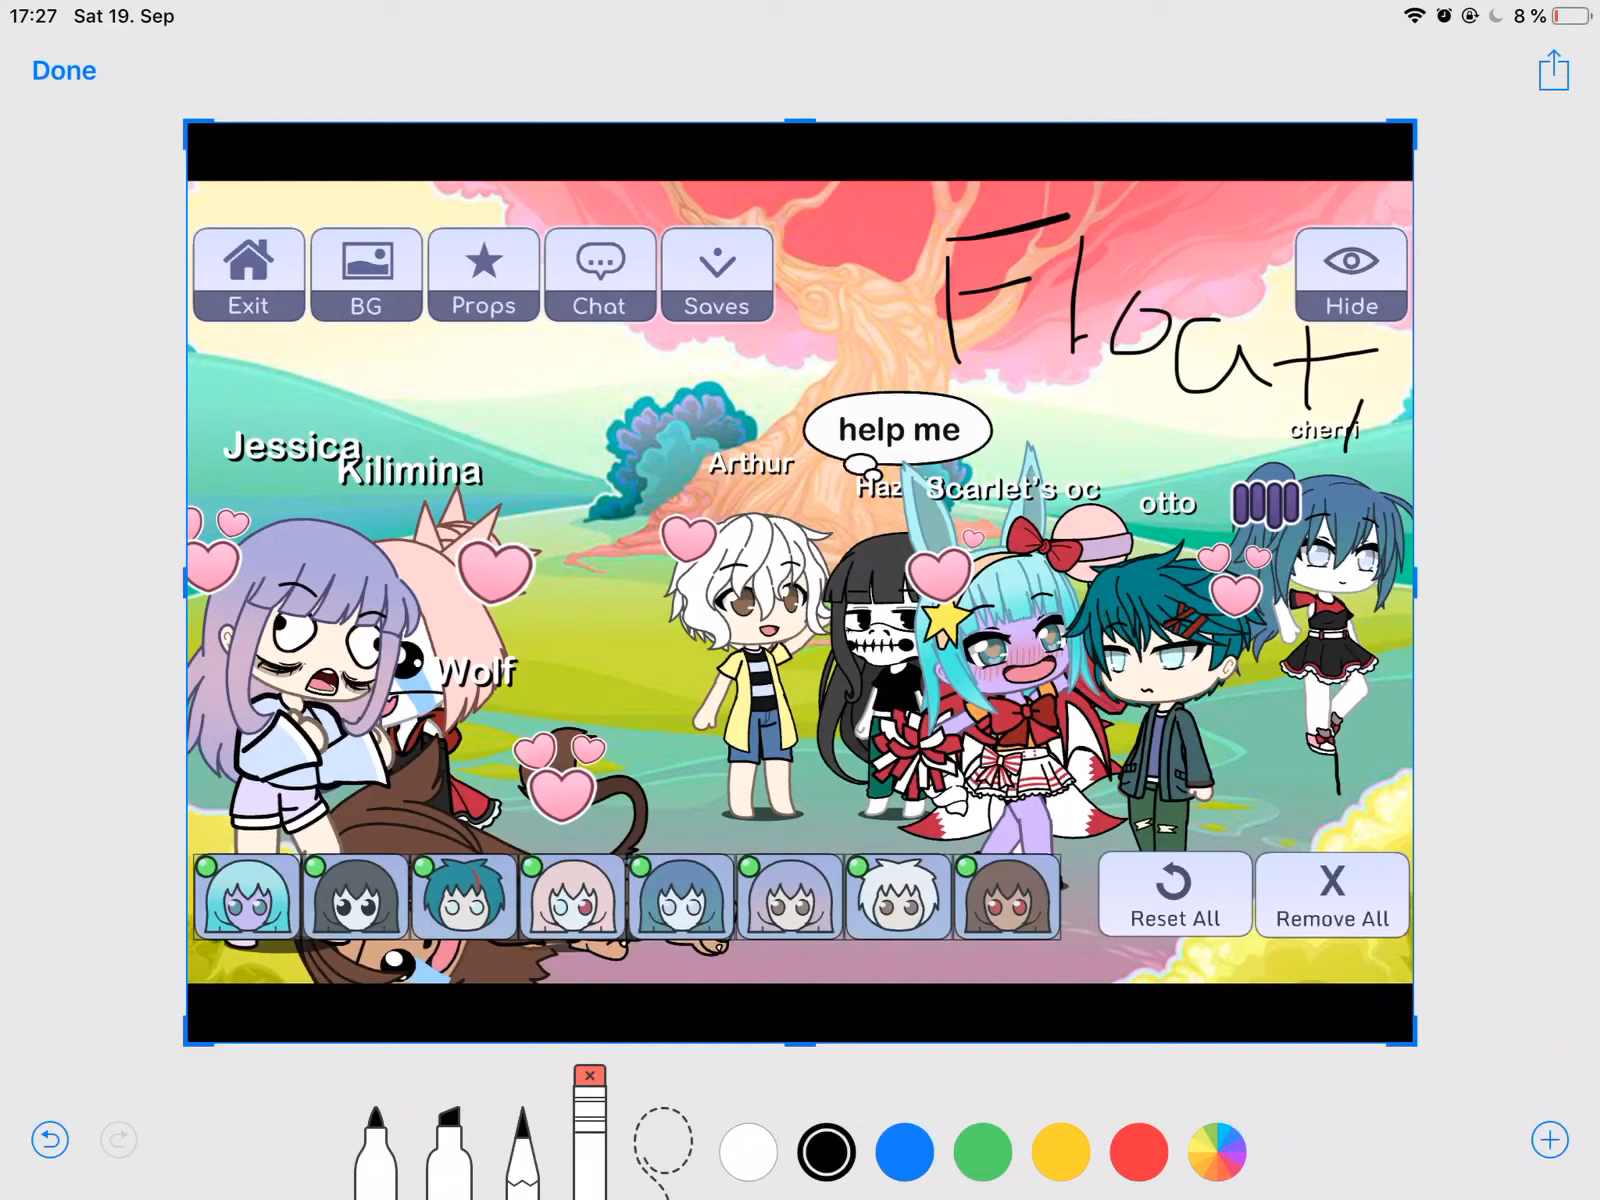 17:27 Sat 19. Sep
8 %
Done
Exit
BG
Props
Chat
Saves
Hide
Float
help me
cherri
Jessica
Kilimina
Arthur
Haz
Scarlet's oc
otto
Wolf
Reset All
X
Remove All